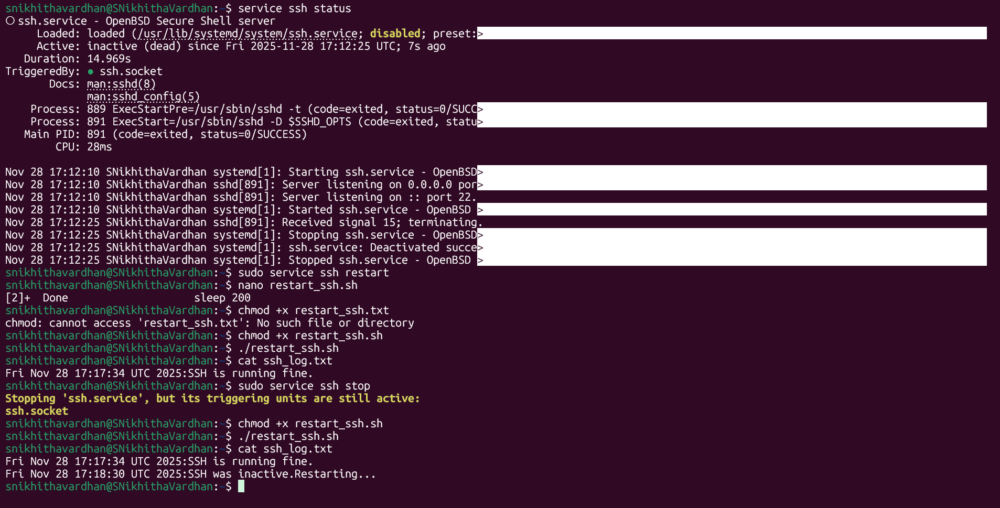 snikhithavardhan@SNikhithaVardhan:~$ service ssh status
○ ssh.service - OpenBSD Secure Shell server
     Loaded: loaded (/usr/lib/systemd/system/ssh.service; disabled; preset:>
     Active: inactive (dead) since Fri 2025-11-28 17:12:25 UTC; 7s ago
   Duration: 14.969s
TriggeredBy: ● ssh.socket
       Docs: man:sshd(8)
             man:sshd_config(5)
    Process: 889 ExecStartPre=/usr/sbin/sshd -t (code=exited, status=0/SUCC>
    Process: 891 ExecStart=/usr/sbin/sshd -D $SSHD_OPTS (code=exited, statu>
   Main PID: 891 (code=exited, status=0/SUCCESS)
        CPU: 28ms

Nov 28 17:12:10 SNikhithaVardhan systemd[1]: Starting ssh.service - OpenBSD>
Nov 28 17:12:10 SNikhithaVardhan sshd[891]: Server listening on 0.0.0.0 por>
Nov 28 17:12:10 SNikhithaVardhan sshd[891]: Server listening on :: port 22.
Nov 28 17:12:10 SNikhithaVardhan systemd[1]: Started ssh.service - OpenBSD >
Nov 28 17:12:25 SNikhithaVardhan sshd[891]: Received signal 15; terminating.
Nov 28 17:12:25 SNikhithaVardhan systemd[1]: Stopping ssh.service - OpenBSD>
Nov 28 17:12:25 SNikhithaVardhan systemd[1]: ssh.service: Deactivated succe>
Nov 28 17:12:25 SNikhithaVardhan systemd[1]: Stopped ssh.service - OpenBSD >
snikhithavardhan@SNikhithaVardhan:~$ sudo service ssh restart
snikhithavardhan@SNikhithaVardhan:~$ nano restart_ssh.sh
[2]+  Done                    sleep 200
snikhithavardhan@SNikhithaVardhan:~$ chmod +x restart_ssh.txt
chmod: cannot access 'restart_ssh.txt': No such file or directory
snikhithavardhan@SNikhithaVardhan:~$ chmod +x restart_ssh.sh
snikhithavardhan@SNikhithaVardhan:~$ ./restart_ssh.sh
snikhithavardhan@SNikhithaVardhan:~$ cat ssh_log.txt
Fri Nov 28 17:17:34 UTC 2025:SSH is running fine.
snikhithavardhan@SNikhithaVardhan:~$ sudo service ssh stop
Stopping 'ssh.service', but its triggering units are still active:
ssh.socket
snikhithavardhan@SNikhithaVardhan:~$ chmod +x restart_ssh.sh
snikhithavardhan@SNikhithaVardhan:~$ ./restart_ssh.sh
snikhithavardhan@SNikhithaVardhan:~$ cat ssh_log.txt
Fri Nov 28 17:17:34 UTC 2025:SSH is running fine.
Fri Nov 28 17:18:30 UTC 2025:SSH was inactive.Restarting...
snikhithavardhan@SNikhithaVardhan:~$